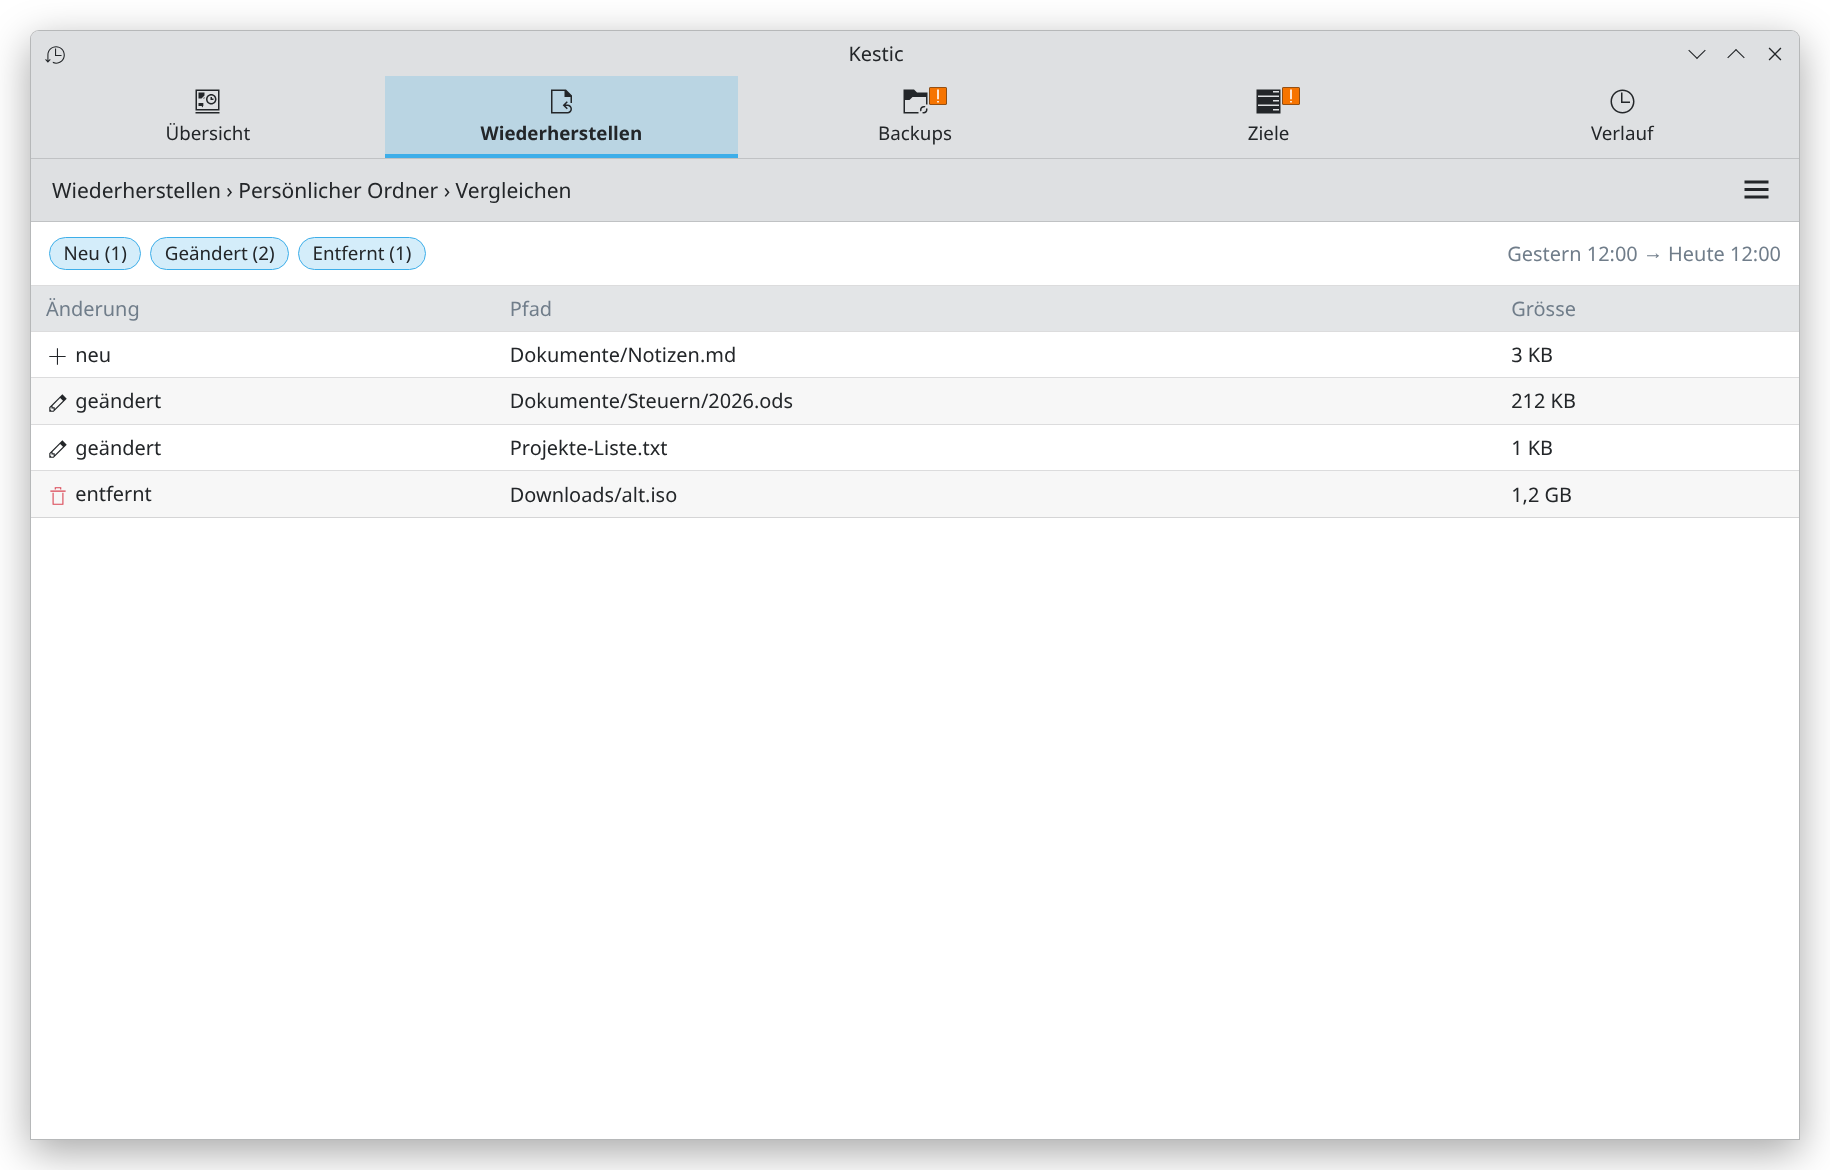 Kestic
Übersicht
Wiederherstellen
Backups
Ziele
Verlauf
Wiederherstellen › Persönlicher Ordner › Vergleichen
Neu (1) Geändert (2) Entfernt (1) Gestern 12:00 → Heute 12:00
Änderung Pfad Grösse
neu Dokumente/Notizen.md 3 KB
geändert Dokumente/Steuern/2026.ods 212 KB
geändert Projekte-Liste.txt 1 KB
entfernt Downloads/alt.iso 1,2 GB